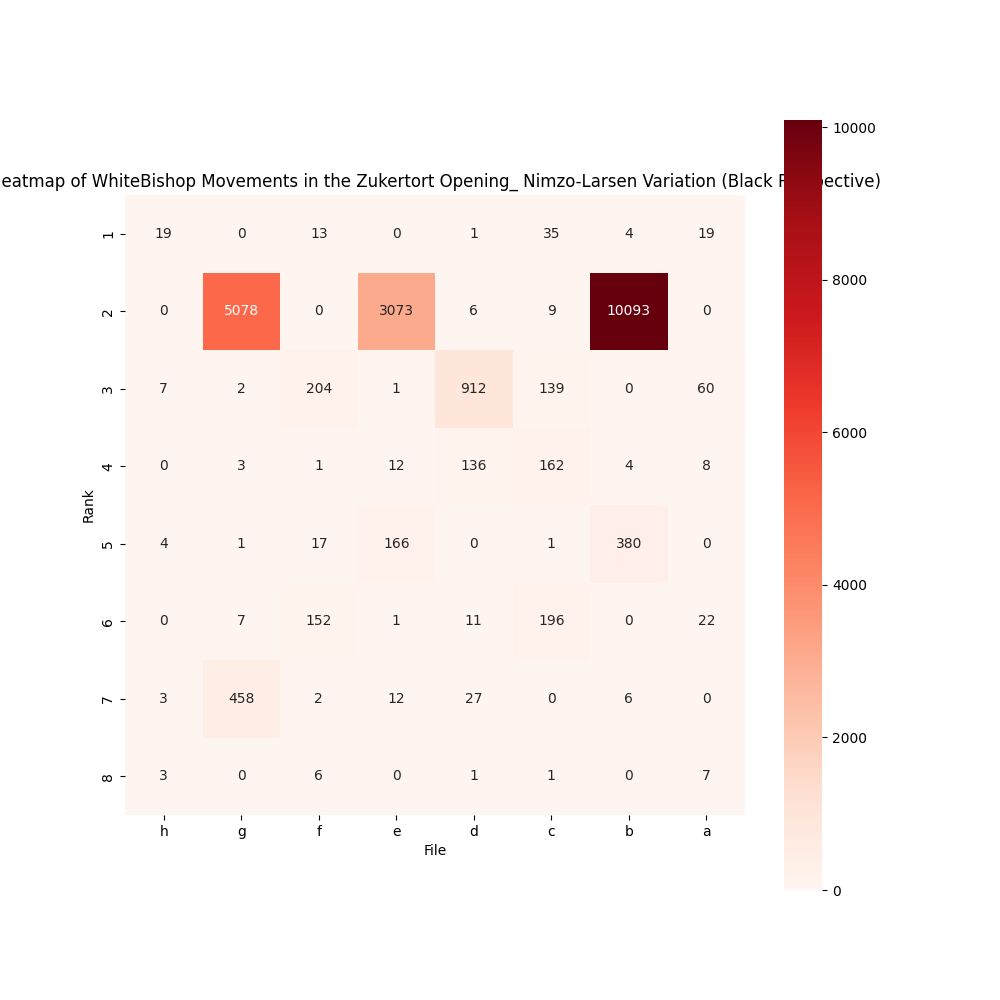 eatmap of WhiteBishop Movements in the Zukertort Opening_ Nimzo-Larsen Variation (Black Perspective)
10000
1 19 0 13 0 1 35 4 19
8000
2 0 5078 0 3073 6 9 10093 0
3 7 2 204 1 912 139 0 60
6000
4 0 3 1 12 136 162 4 8
Rank
5 4 1 17 166 0 1 380 0
4000
6 0 7 152 1 11 196 0 22
7 3 458 2 12 27 0 6 0
2000
8 3 0 6 0 1 1 0 7
h g f e d c b a
File
0